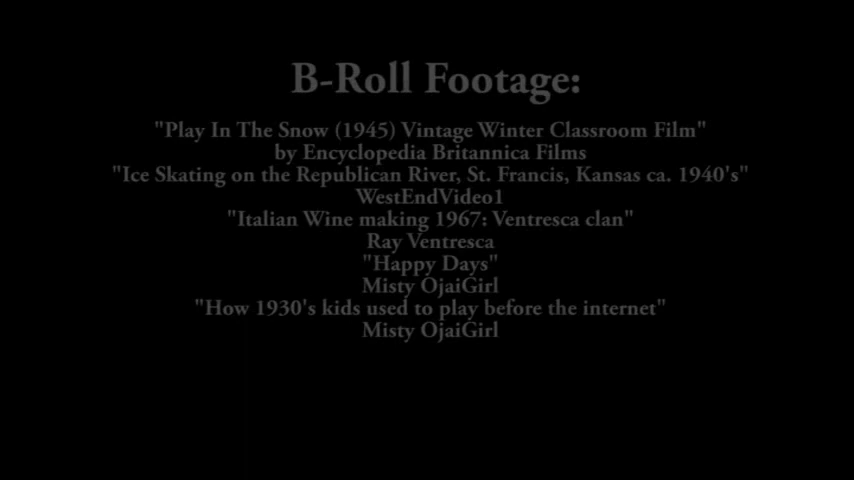 B-Roll Footage:
"Play In The Snow (1945) Vintage Winter Classroom Film"
by Encyclopedia Britannica Films
"Ice Skating on the Republican River, St. Francis, Kansas ca. 1940's"
WestEndVideo1
"Italian Wine making 1967: Ventresca clan"
Ray Ventresca
"Happy Days"
Misty OjaiGirl
"How 1930's kids used to play before the internet"
Misty OjaiGirl